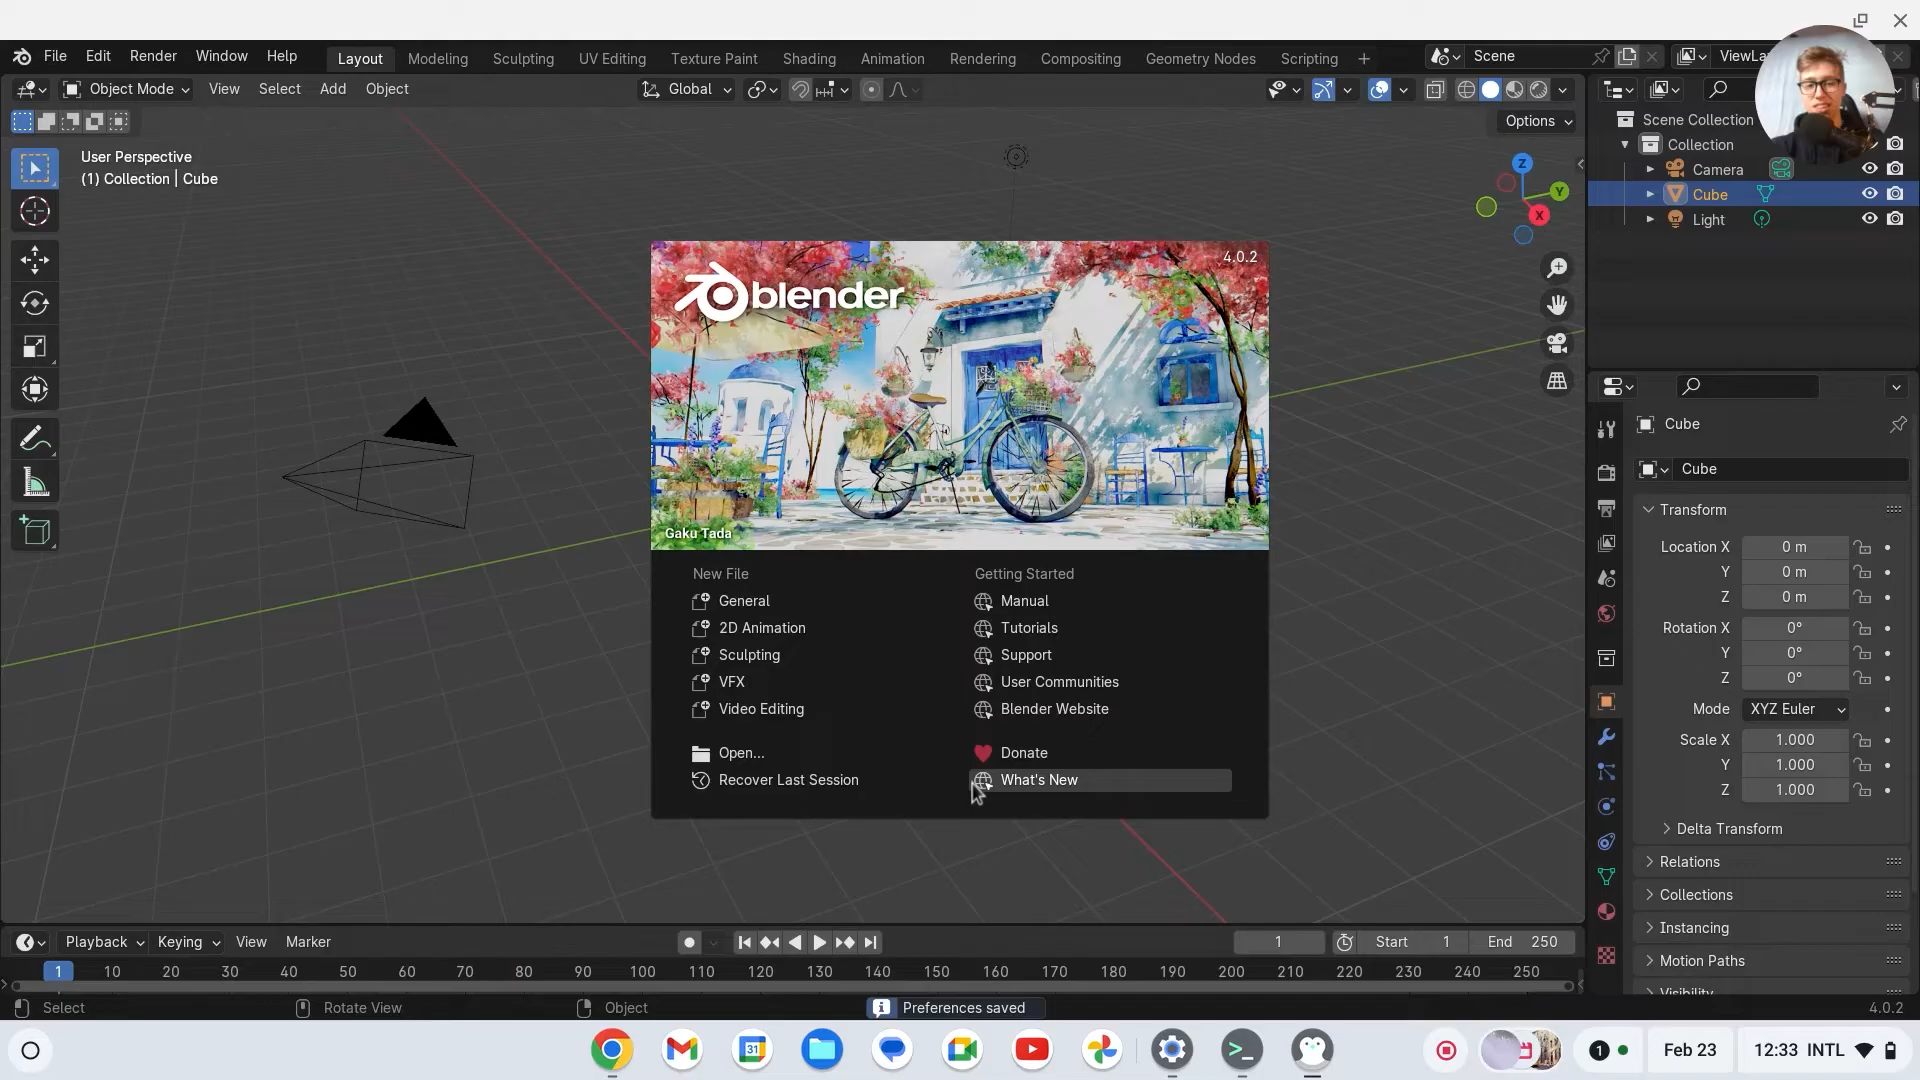 File Edit Render Window Help Layout Modeling Sculpting UV Editing Texture Paint Shading Animation Rendering Compositing Geometry Nodes Scripting + Scene
Object Mode View Select Add Object Global
Options
User Perspective
(1) Collection | Cube
Z
Y
X
Scene Collection
Collection
Camera
Cube
Light
blender
4.0.2
Gaku Tada
New File
General
2D Animation
Sculpting
VFX
Video Editing
Open...
Recover Last Session
Getting Started
Manual
Tutorials
Support
User Communities
Blender Website
Donate
What's New
Cube
Cube
Transform
Location X 0 m
Y 0 m
Z 0 m
Rotation X 0°
Y 0°
Z 0°
Mode XYZ Euler
Scale X 1.000
Y 1.000
Z 1.000
Delta Transform
Relations
Collections
Instancing
Motion Paths
Playback Keying View Marker 1 Start 1 End 250
1 10 20 30 40 50 60 70 80 90 100 110 120 130 140 150 160 170 180 190 200 210 220 230 240 250
Select Rotate View Object Preferences saved 4.0.2
31 >_ 1 Feb 23 12:33 INTL